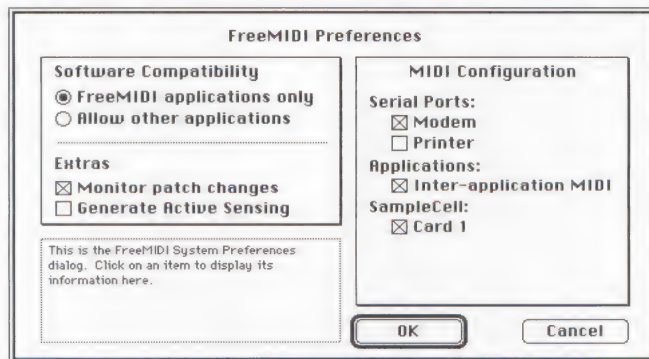 FreeMIDI Preferences
Software Compatibility
FreeMIDI applications only
Allow other applications
Extras
Monitor patch changes
Generate Active Sensing
This is the FreeMIDI System Preferences
dialog. Click on an item to display its
information here.
MIDI Configuration
Serial Ports:
Modem
Printer
Applications:
Inter-application MIDI
SampleCell:
Card 1
OK
Cancel